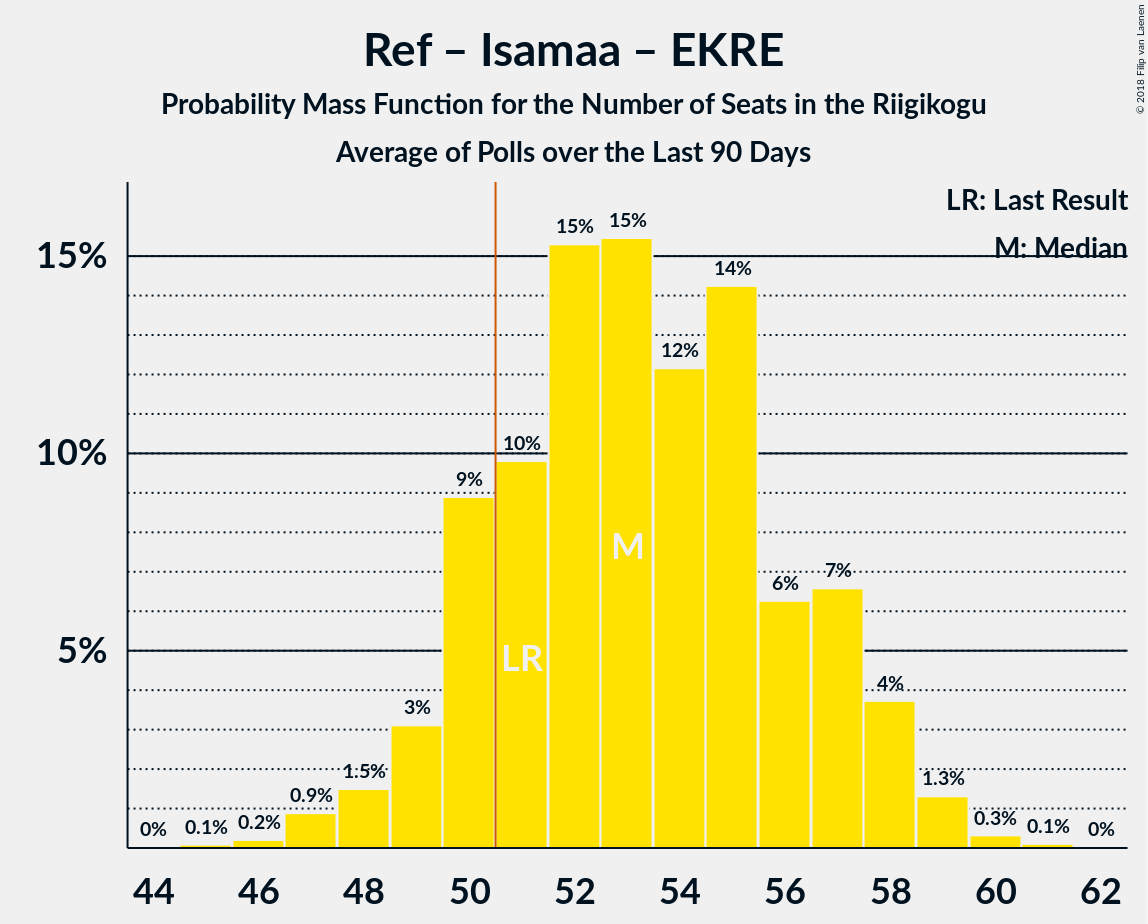 Ref – Isamaa – EKRE
Probability Mass Function for the Number of Seats in the Riigikogu
Average of Polls over the Last 90 Days
© 2018 Filip van Laenen
LR: Last Result
M: Median
15%
10%
5%
0%
0.1%
0.2%
0.9%
1.5%
3%
9%
10%
15%
15%
12%
14%
6%
7%
4%
1.3%
0.3%
0.1%
0%
M
LR
44 46 48 50 52 54 56 58 60 62